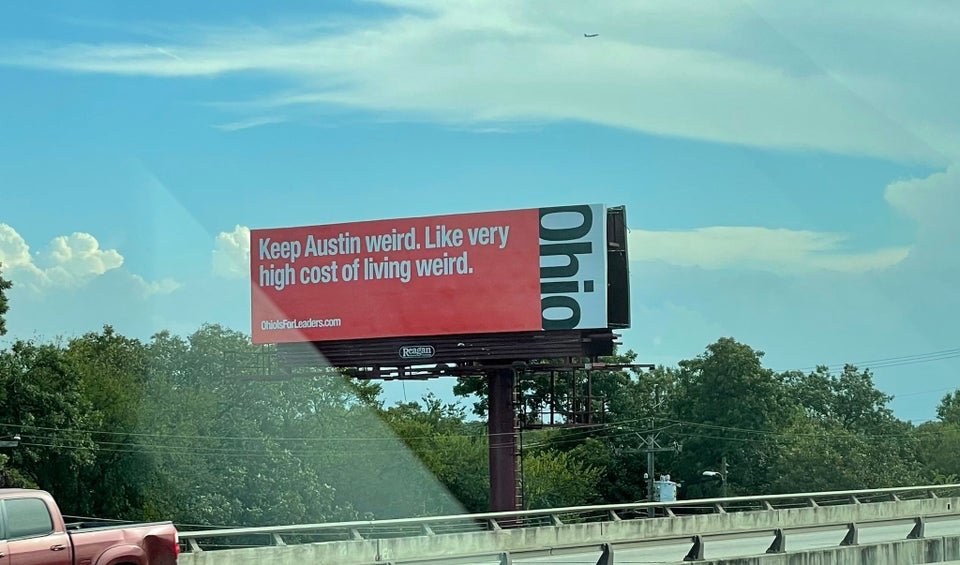 Keep Austin weird. Like very
high cost of living weird.
OhioIsForLeaders.com
Ohio
Reagan